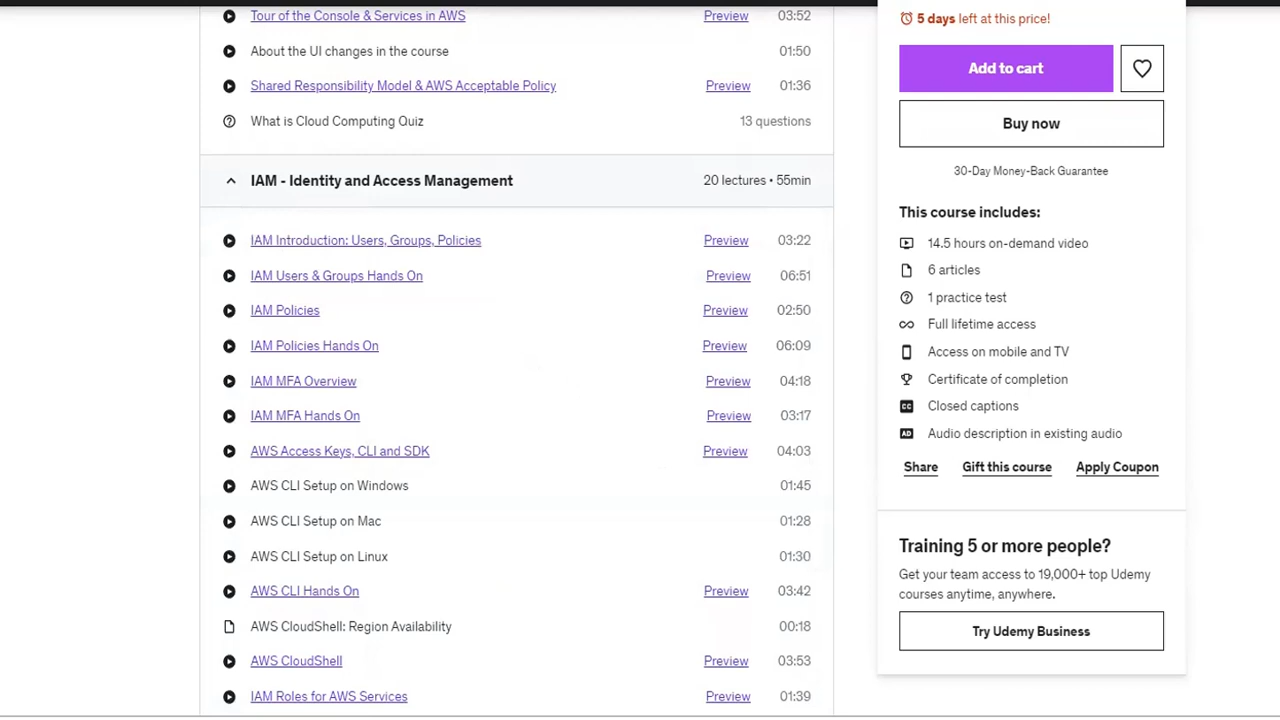 Tour of the Console & Services in AWS Preview 03:52
About the UI changes in the course 01:50
Shared Responsibility Model & AWS Acceptable Policy Preview 01:36
What is Cloud Computing Quiz 13 questions
IAM - Identity and Access Management 20 lectures • 55min
IAM Introduction: Users, Groups, Policies Preview 03:22
IAM Users & Groups Hands On Preview 06:51
IAM Policies Preview 02:50
IAM Policies Hands On Preview 06:09
IAM MFA Overview Preview 04:18
IAM MFA Hands On Preview 03:17
AWS Access Keys, CLI and SDK Preview 04:03
AWS CLI Setup on Windows 01:45
AWS CLI Setup on Mac 01:28
AWS CLI Setup on Linux 01:30
AWS CLI Hands On Preview 03:42
AWS CloudShell: Region Availability 00:18
AWS CloudShell Preview 03:53
IAM Roles for AWS Services Preview 01:39
5 days left at this price!
Add to cart
Buy now
30-Day Money-Back Guarantee
This course includes:
14.5 hours on-demand video
6 articles
1 practice test
Full lifetime access
Access on mobile and TV
Certificate of completion
CC Closed captions
AD Audio description in existing audio
Share Gift this course Apply Coupon
Training 5 or more people?
Get your team access to 19,000+ top Udemy
courses anytime, anywhere.
Try Udemy Business